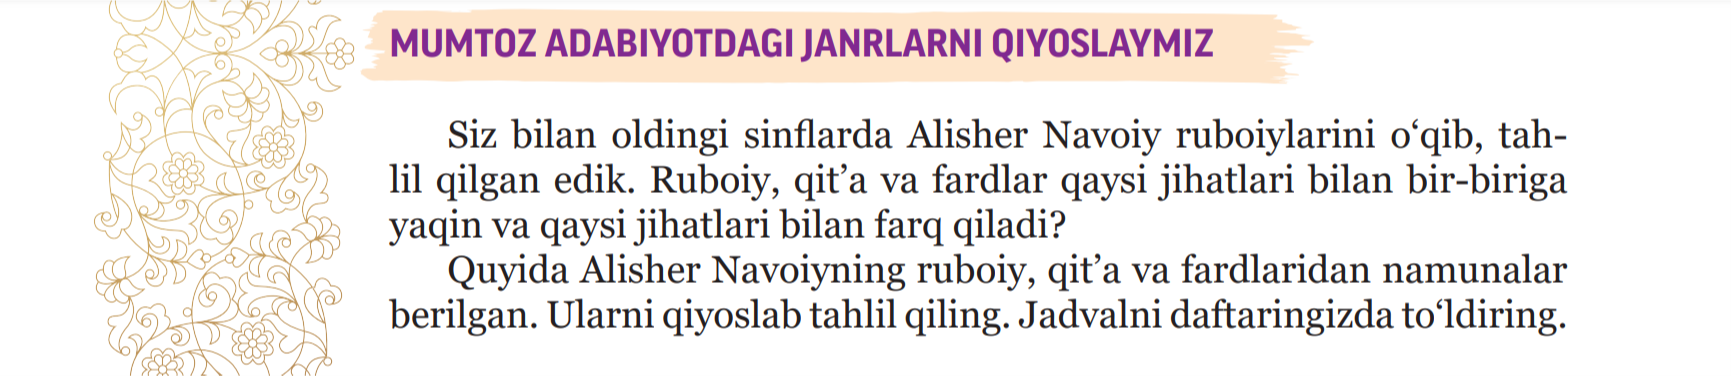 MUMTOZ ADABIYOTDAGI JANRLARNI QIYOSLAYMIZ
Siz bilan oldingi sinflarda Alisher Navoiy ruboiylarini o‘qib, tah-
lil qilgan edik. Ruboiy, qit’a va fardlar qaysi jihatlari bilan bir-biriga
yaqin va qaysi jihatlari bilan farq qiladi?
Quyida Alisher Navoiyning ruboiy, qit’a va fardlaridan namunalar
berilgan. Ularni qiyoslab tahlil qiling. Jadvalni daftaringizda to‘ldiring.